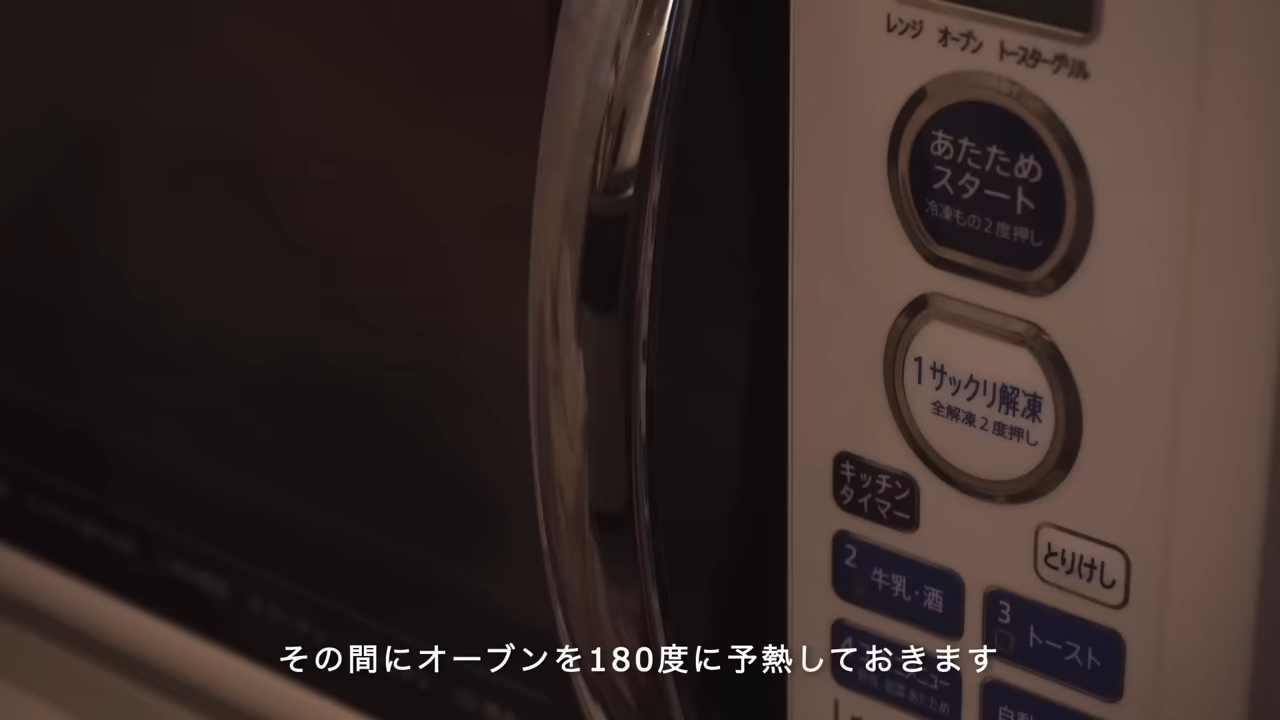 レンジ オーブン トースターグリル
あたため
スタート
冷凍もの2度押し
1サックリ解凍
全解凍2度押し
キッチン
タイマー
とりけし
2 牛乳・酒
3 トースト
その間にオーブンを180度に予熱しておきます